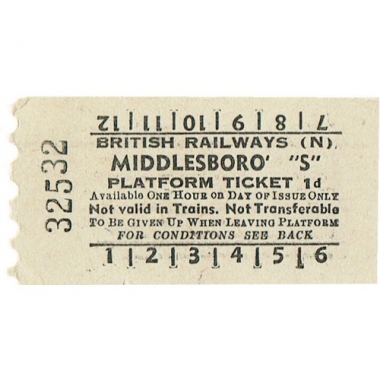 12 11 10 9 8 7
BRITISH RAILWAYS (N)
MIDDLESBORO' "S"
PLATFORM TICKET 1d
Available ONE HOUR on DAY OF ISSUE ONLY
Not valid in Trains. Not Transferable
TO BE GIVEN UP WHEN LEAVING PLATFORM
FOR CONDITIONS SEE BACK
1 2 3 4 5 6
32532